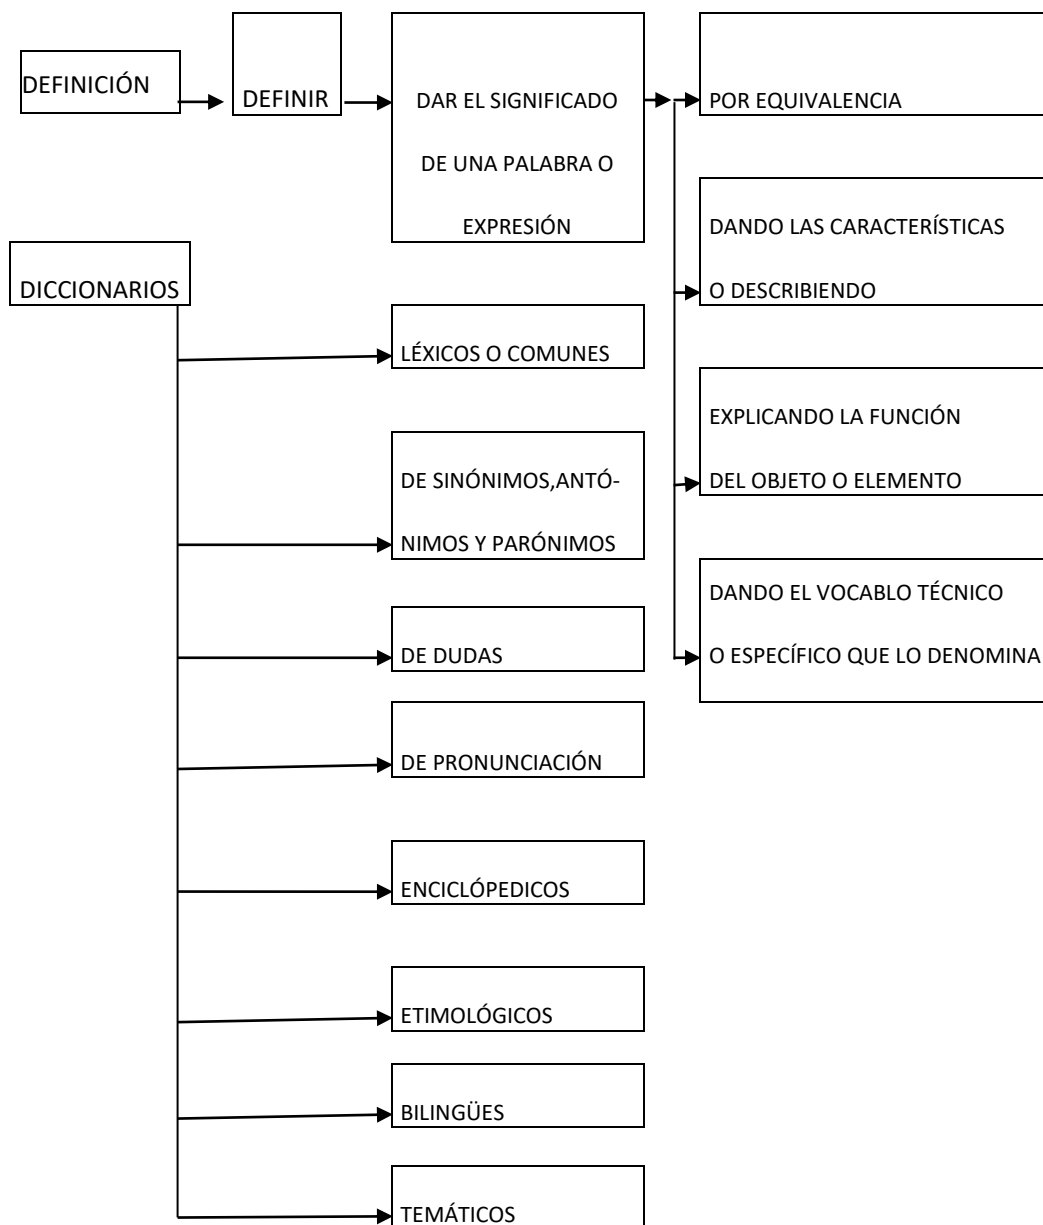 DEFINICIÓN
DEFINIR
DAR EL SIGNIFICADO
DE UNA PALABRA O
EXPRESIÓN
POR EQUIVALENCIA
DANDO LAS CARACTERÍSTICAS
O DESCRIBIENDO
EXPLICANDO LA FUNCIÓN
DEL OBJETO O ELEMENTO
DANDO EL VOCABLO TÉCNICO
O ESPECÍFICO QUE LO DENOMINA
DICCIONARIOS
LÉXICOS O COMUNES
DE SINÓNIMOS,ANTÓ-
NIMOS Y PARÓNIMOS
DE DUDAS
DE PRONUNCIACIÓN
ENCICLÓPEDICOS
ETIMOLÓGICOS
BILINGÜES
TEMÁTICOS